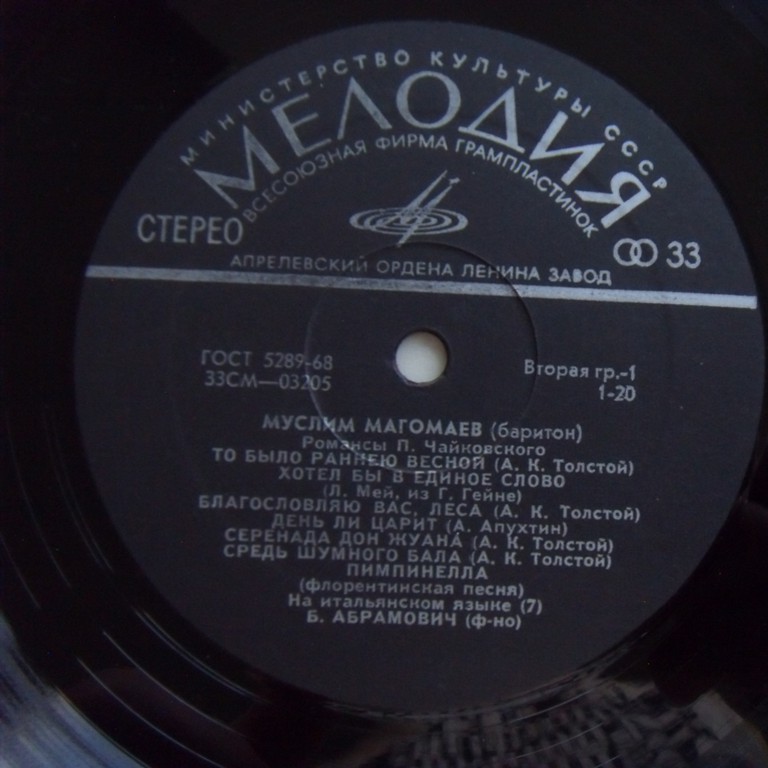 МИНИСТЕРСТВО КУЛЬТУРЫ СССР
МЕЛОДИЯ
ВСЕСОЮЗНАЯ ФИРМА ГРАМПЛАСТИНОК
СТЕРЕО
33
АПРЕЛЕВСКИЙ ОРДЕНА ЛЕНИНА ЗАВОД
ГОСТ 5289-68
33СМ—03205
Вторая гр.-1
1-20
МУСЛИМ МАГОМАЕВ (баритон)
Романсы П. Чайковского
ТО БЫЛО РАННЕЮ ВЕСНОЙ (А. К. Толстой)
ХОТЕЛ БЫ В ЕДИНОЕ СЛОВО
(Л. Мей, из Г. Гейне)
БЛАГОСЛОВЛЯЮ ВАС, ЛЕСА (А. К. Толстой)
ДЕНЬ ЛИ ЦАРИТ (А. Апухтин)
СЕРЕНАДА ДОН ЖУАНА (А. К. Толстой)
СРЕДЬ ШУМНОГО БАЛА (А. К. Толстой)
ПИМПИНЕЛЛА
(флорентинская песня)
На итальянском языке (7)
Б. АБРАМОВИЧ (ф-но)